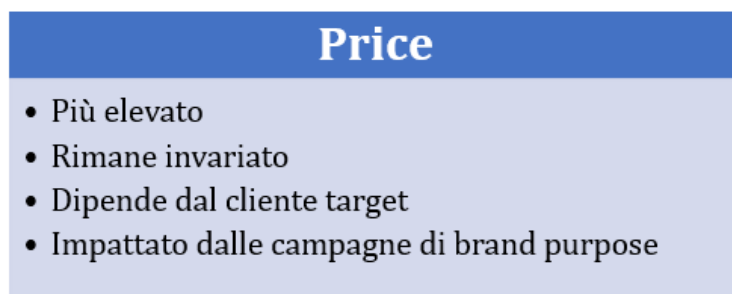 Price
• Più elevato
• Rimane invariato
• Dipende dal cliente target
• Impattato dalle campagne di brand purpose